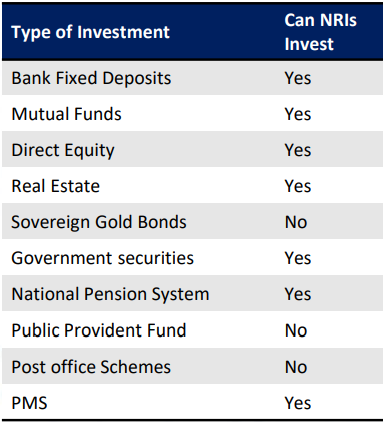 Type of Investment Can NRIs Invest
Bank Fixed Deposits Yes
Mutual Funds Yes
Direct Equity Yes
Real Estate Yes
Sovereign Gold Bonds No
Government securities Yes
National Pension System Yes
Public Provident Fund No
Post office Schemes No
PMS Yes